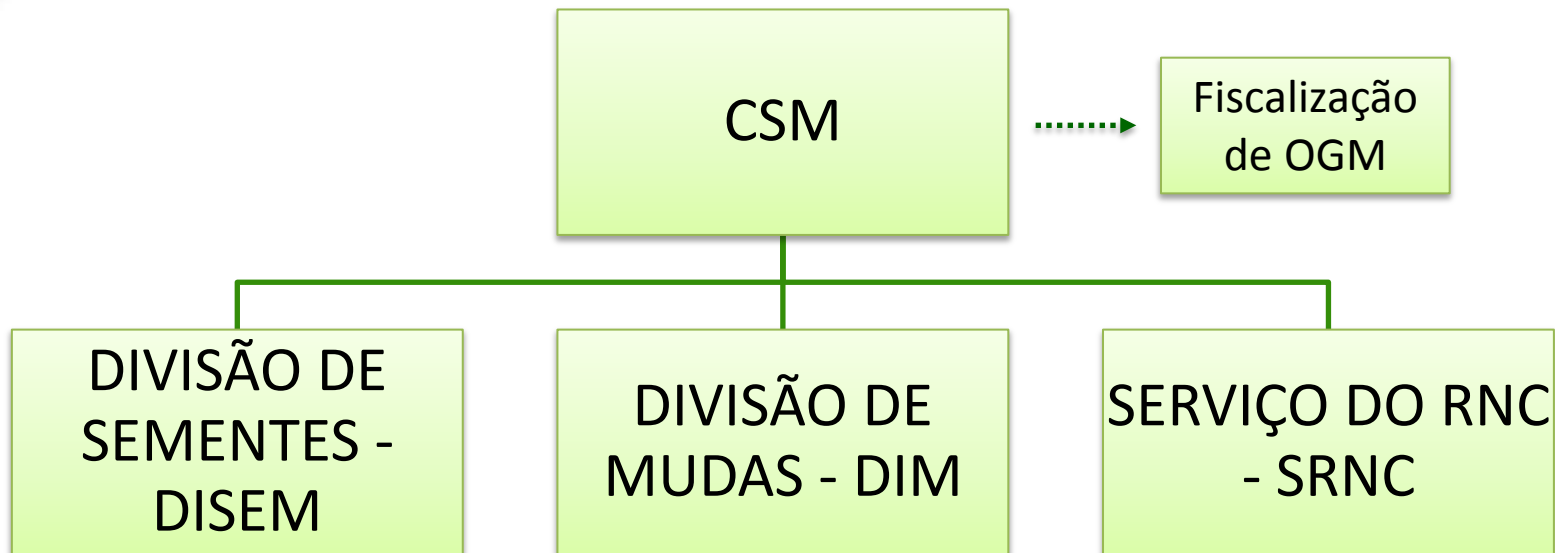 CSM
Fiscalização
de OGM
DIVISÃO DE
SEMENTES -
DISEM
DIVISÃO DE
MUDAS - DIM
SERVIÇO DO RNC
- SRNC